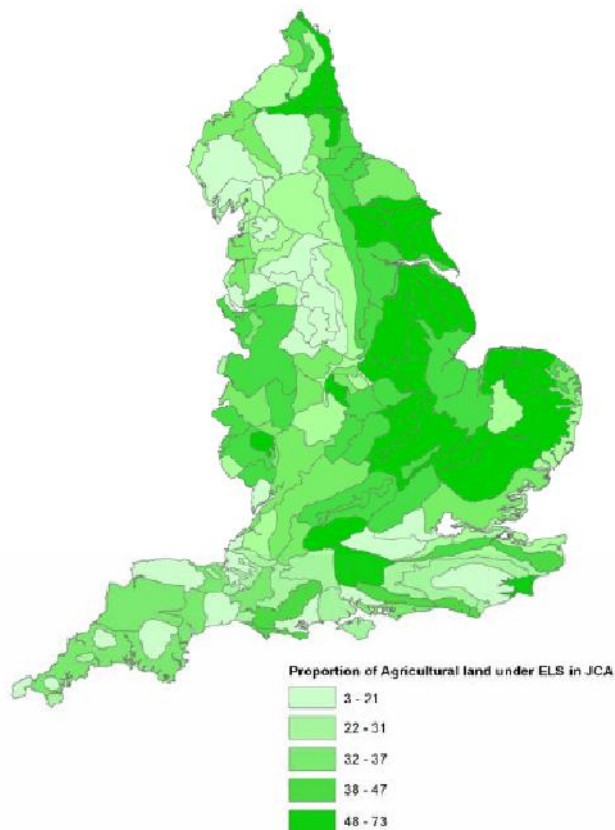 Proportion of Agricultural land under ELS in JCA
3 - 21
22 - 31
32 - 37
38 - 47
48 - 73